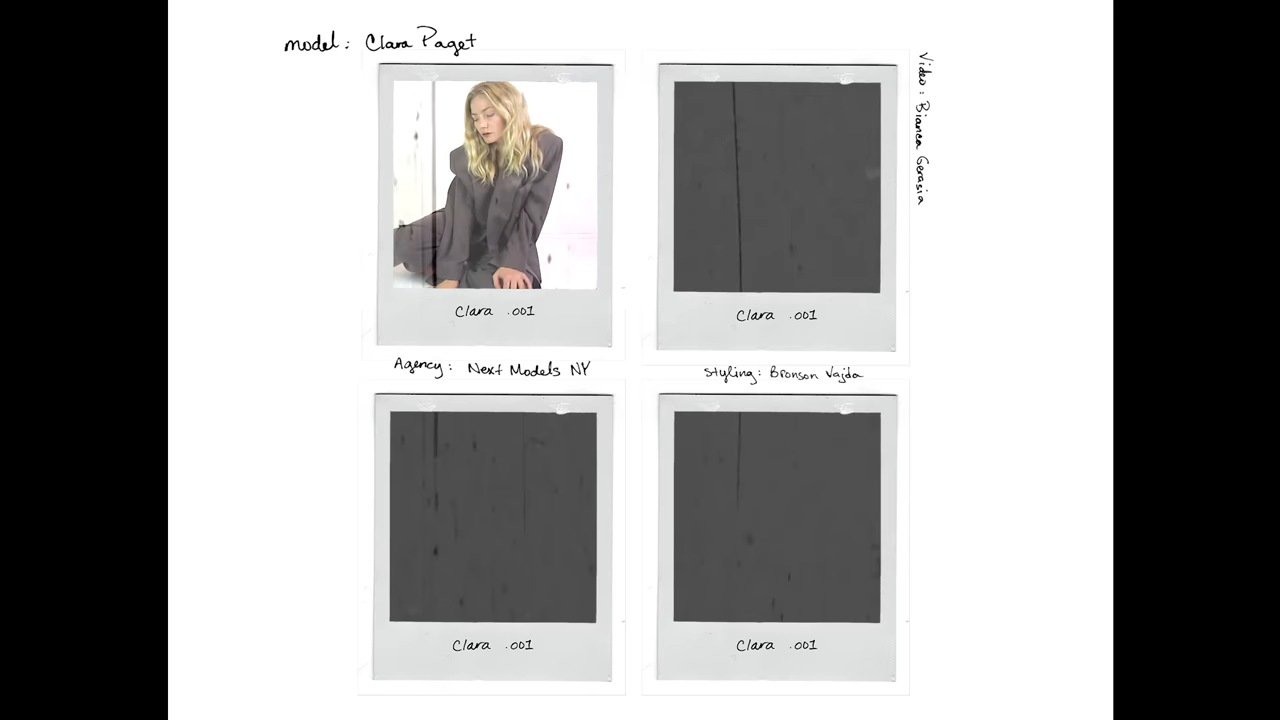 model: Clara Paget
Video: Bianca Gerasia
Clara .001
Clara .001
Agency: Next Models NY
Styling: Bronson Vajda
Clara .001
Clara .001